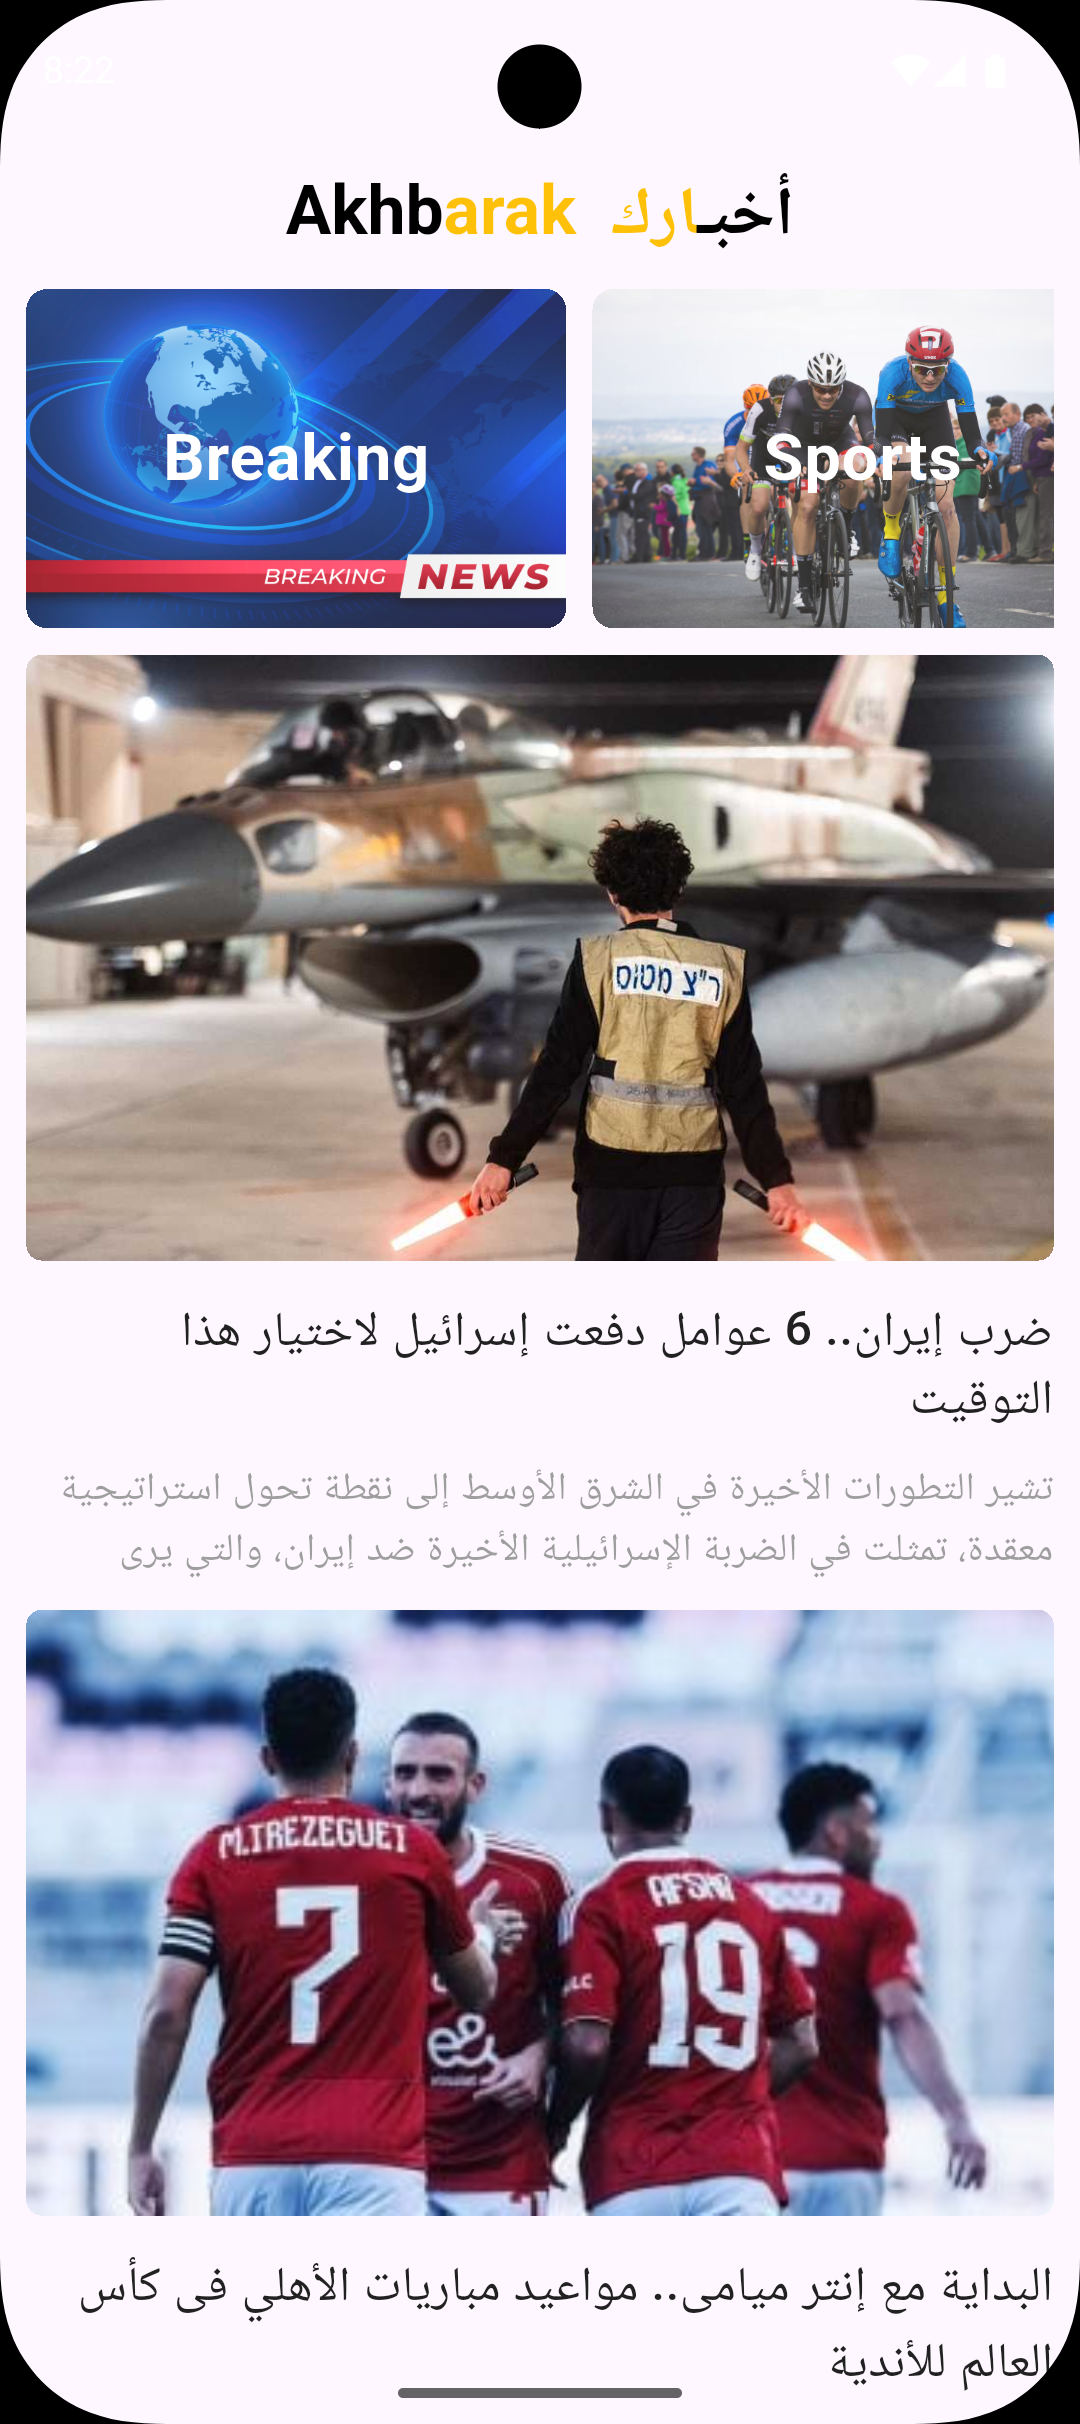 8:22
Akhbarak أخبـارك
Breaking
BREAKING NEWS
Sports
ר"צ מטוס
ضرب إيران.. 6 عوامل دفعت إسرائيل لاختيار هذا
التوقيت
تشير التطورات الأخيرة في الشرق الأوسط إلى نقطة تحول استراتيجية
معقدة، تمثلت في الضربة الإسرائيلية الأخيرة ضد إيران، والتي يرى
M.TREZEGUET
7
AFSHA
19
البداية مع إنتر ميامى.. مواعيد مباريات الأهلي فى كأس
العالم للأندية